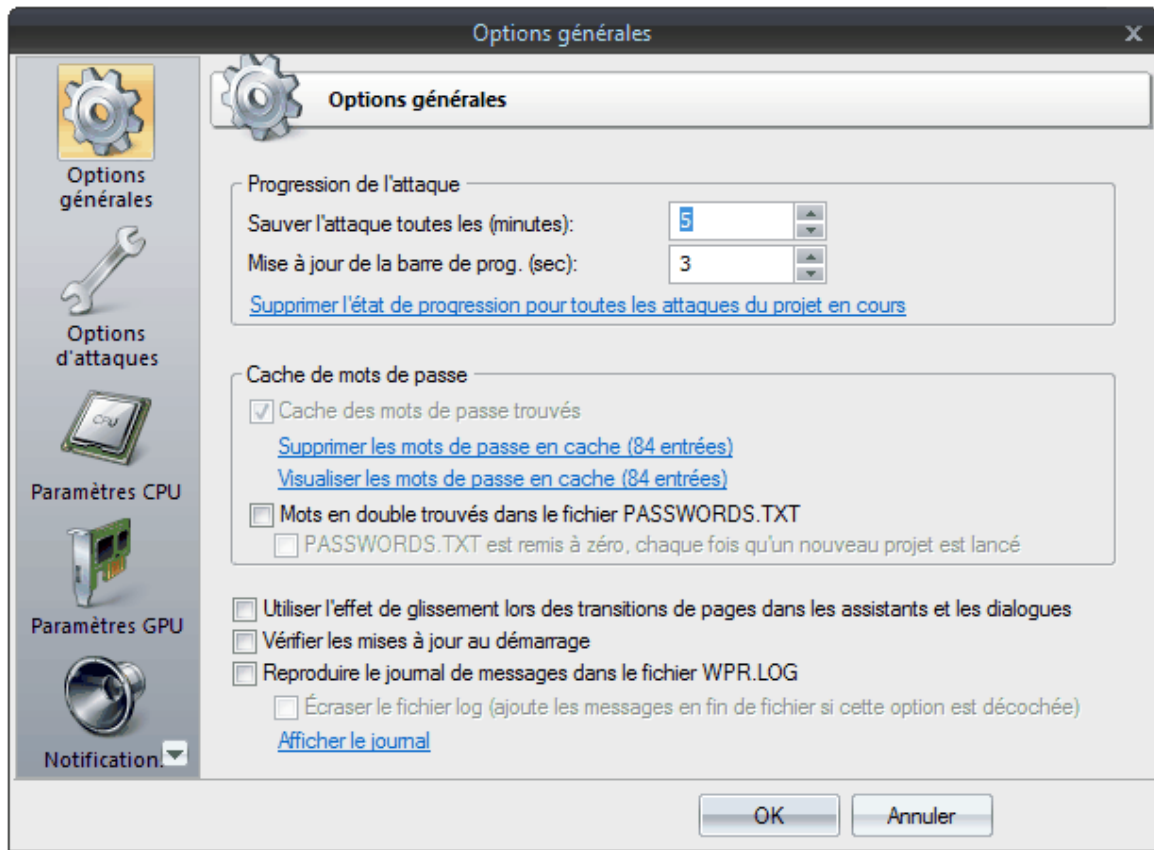 Options générales
Options générales
Options
générales
Options
d'attaques
CPU
Paramètres CPU
Paramètres GPU
Notification.
Progression de l'attaque
Sauver l'attaque toutes les (minutes): 5
Mise à jour de la barre de prog. (sec): 3
Supprimer l'état de progression pour toutes les attaques du projet en cours
Cache de mots de passe
Cache des mots de passe trouvés
Supprimer les mots de passe en cache (84 entrées)
Visualiser les mots de passe en cache (84 entrées)
Mots en double trouvés dans le fichier PASSWORDS.TXT
PASSWORDS.TXT est remis à zéro, chaque fois qu'un nouveau projet est lancé
Utiliser l'effet de glissement lors des transitions de pages dans les assistants et les dialogues
Vérifier les mises à jour au démarrage
Reproduire le journal de messages dans le fichier WPR.LOG
Écraser le fichier log (ajoute les messages en fin de fichier si cette option est décochée)
Afficher le journal
OK
Annuler